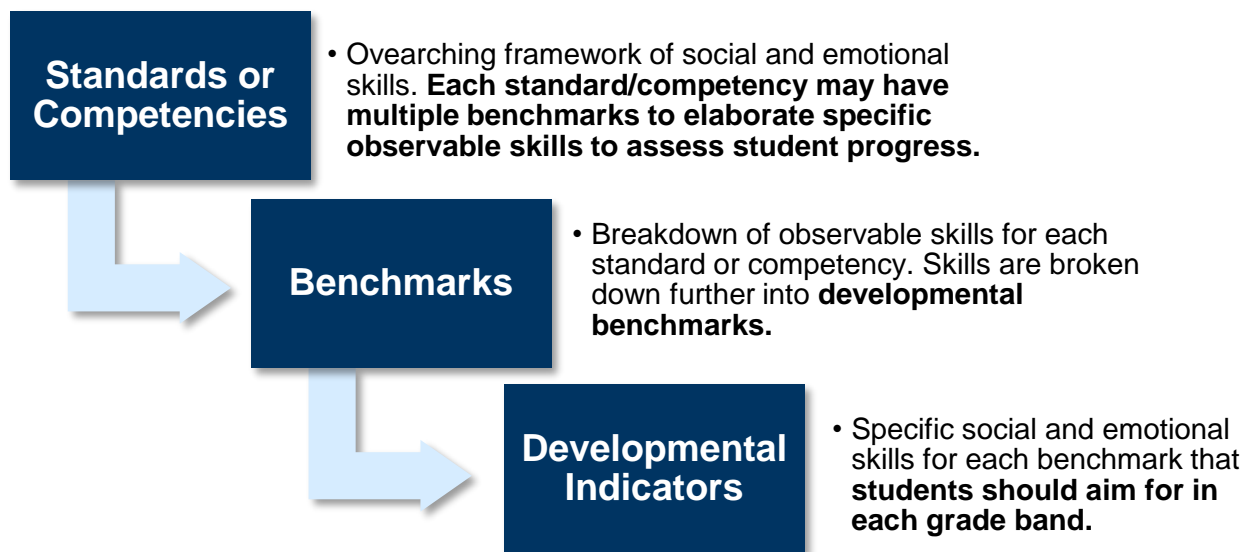 Standards or
Competencies
• Ovearching framework of social and emotional
skills. Each standard/competency may have
multiple benchmarks to elaborate specific
observable skills to assess student progress.
Benchmarks
• Breakdown of observable skills for each
standard or competency. Skills are broken
down further into developmental
benchmarks.
Developmental
Indicators
• Specific social and emotional
skills for each benchmark that
students should aim for in
each grade band.